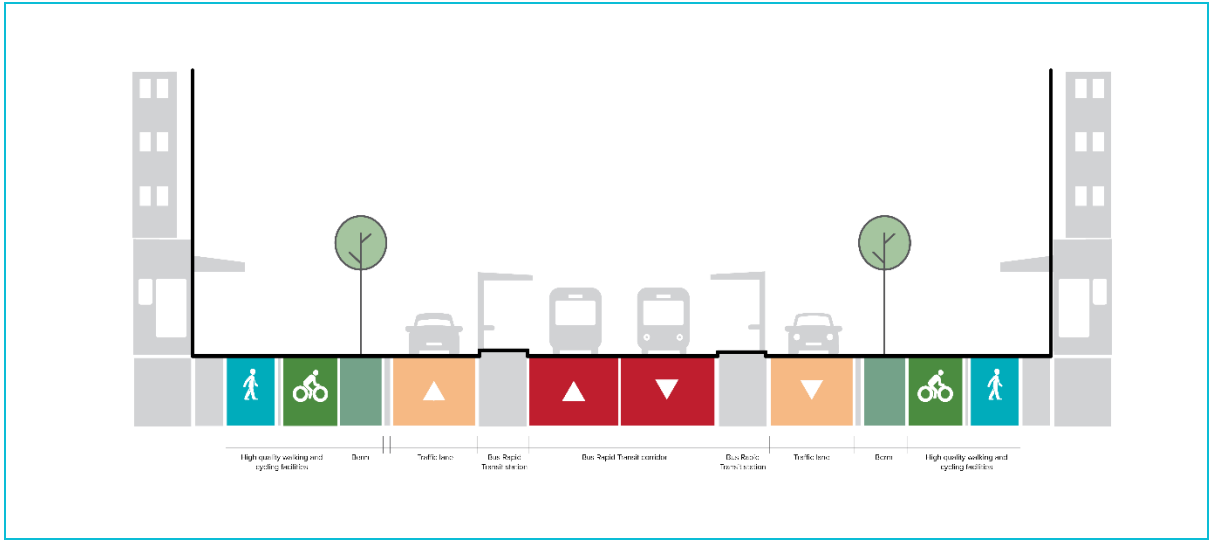 High quality walking and
cycling facilities
Berm
Traffic lane
Bus Rapid
Transit station
Bus Rapid Transit corridor
Bus Rapid
Transit station
Traffic lane
Berm
High quality walking and
cycling facilities